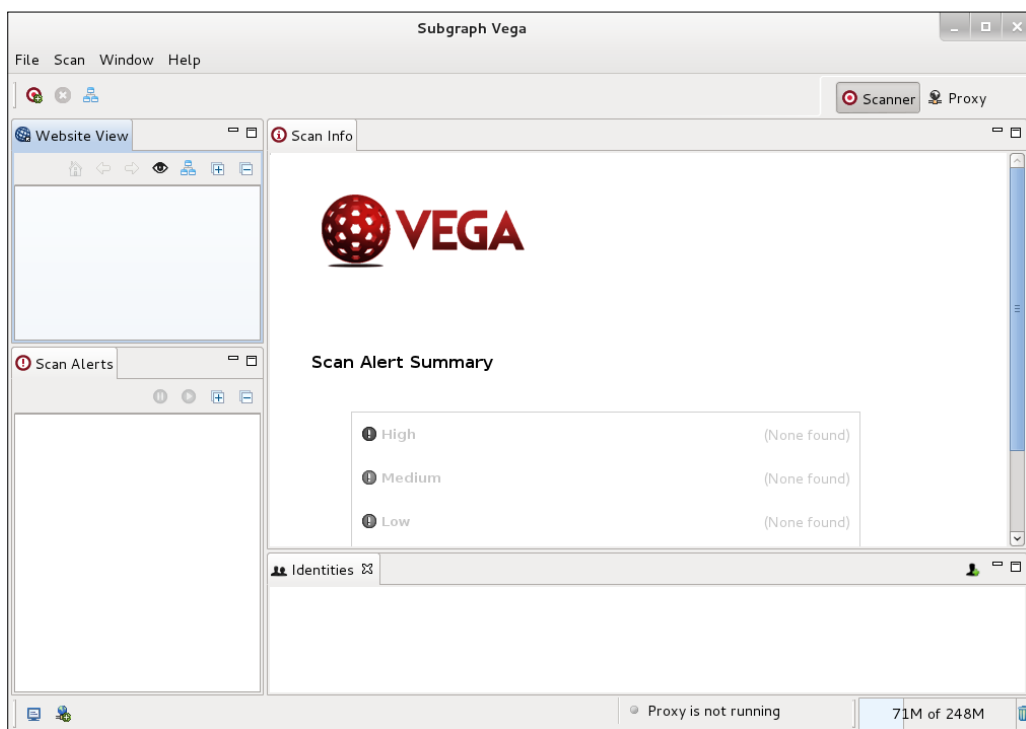 Subgraph Vega
File Scan Window Help
Scanner Proxy
Website View
Scan Info
VEGA
Scan Alerts
Scan Alert Summary
High (None found)
Medium (None found)
Low (None found)
Identities
Proxy is not running
71M of 248M